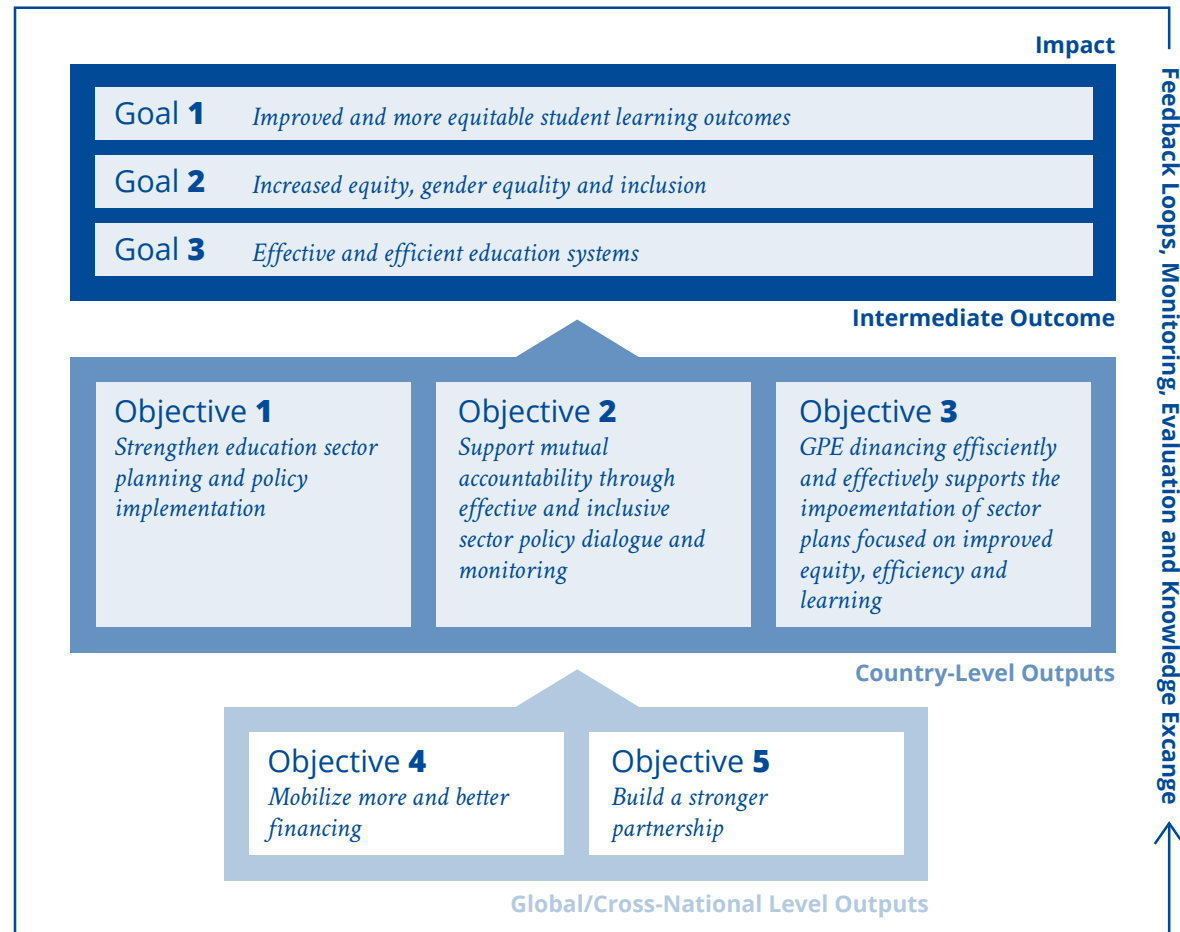 Impact
Goal 1
Improved and more equitable student learning outcomes
Goal 2
Increased equity, gender equality and inclusion
Goal 3
Effective and efficient education systems
Intermediate Outcome
Objective 1
Strengthen education sector
planning and policy
implementation
Objective 2
Support mutual
accountability through
effective and inclusive
sector policy dialogue and
monitoring
Objective 3
GPE dinancing effisciently
and effectively supports the
impoementation of sector
plans focused on improved
equity, efficiency and
learning
Country-Level Outputs
Objective 4
Mobilize more and better
financing
Objective 5
Build a stronger
partnership
Global/Cross-National Level Outputs
Feedback Loops, Monitoring, Evaluation and Knowledge Excange